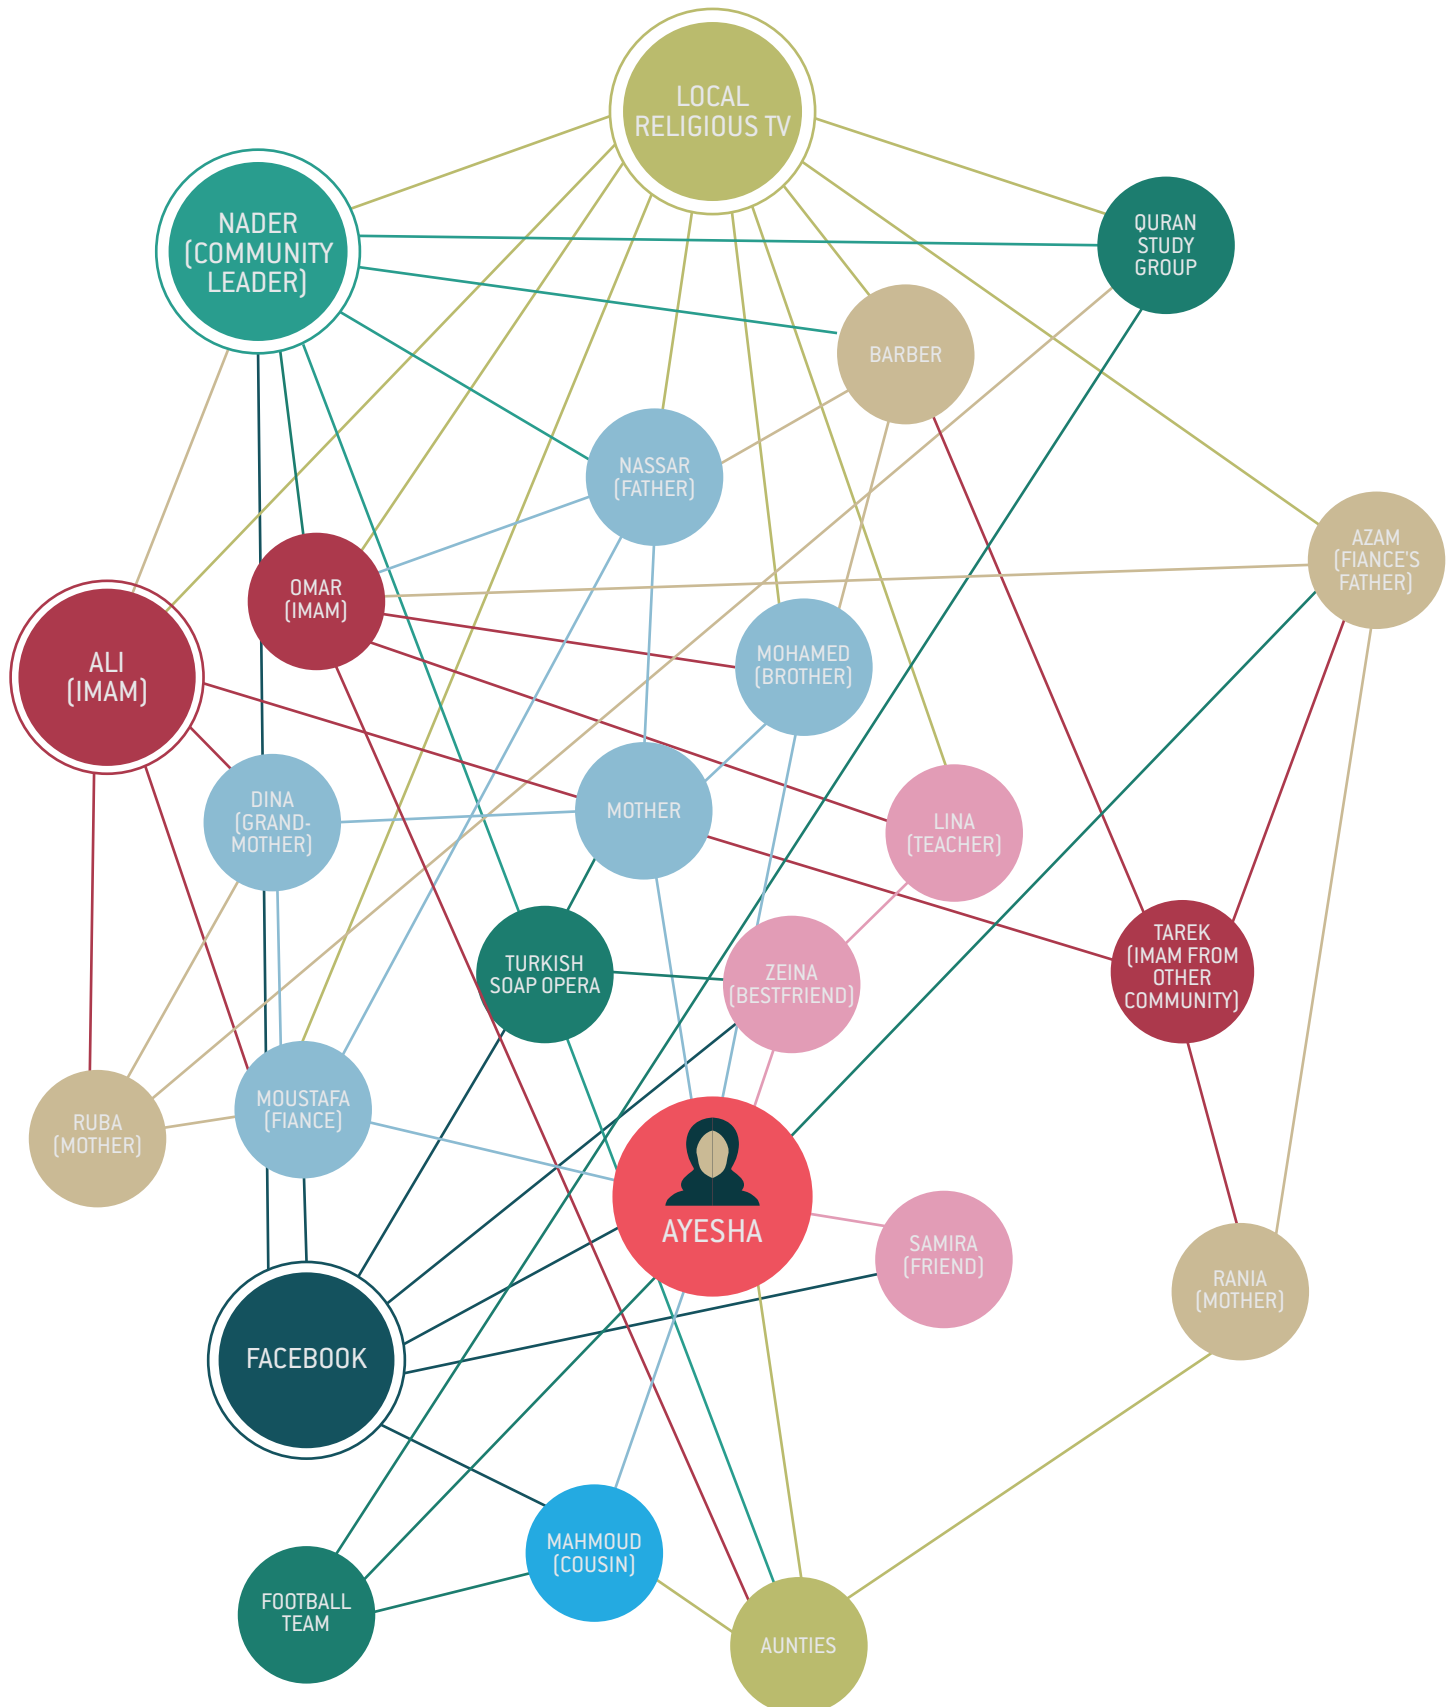 LOCAL
RELIGIOUS TV
NADER
(COMMUNITY
LEADER)
QURAN
STUDY
GROUP
BARBER
NASSAR
(FATHER)
AZAM
(FIANCE'S
FATHER)
OMAR
(IMAM)
ALI
(IMAM)
MOHAMED
(BROTHER)
DINA
(GRAND-
MOTHER)
MOTHER
LINA
(TEACHER)
TURKISH
SOAP OPERA
ZEINA
(BESTFRIEND)
TAREK
(IMAM FROM
OTHER
COMMUNITY)
RUBA
(MOTHER)
MOUSTAFA
(FIANCE)
AYESHA
SAMIRA
(FRIEND)
RANIA
(MOTHER)
FACEBOOK
MAHMOUD
(COUSIN)
FOOTBALL
TEAM
AUNTIES